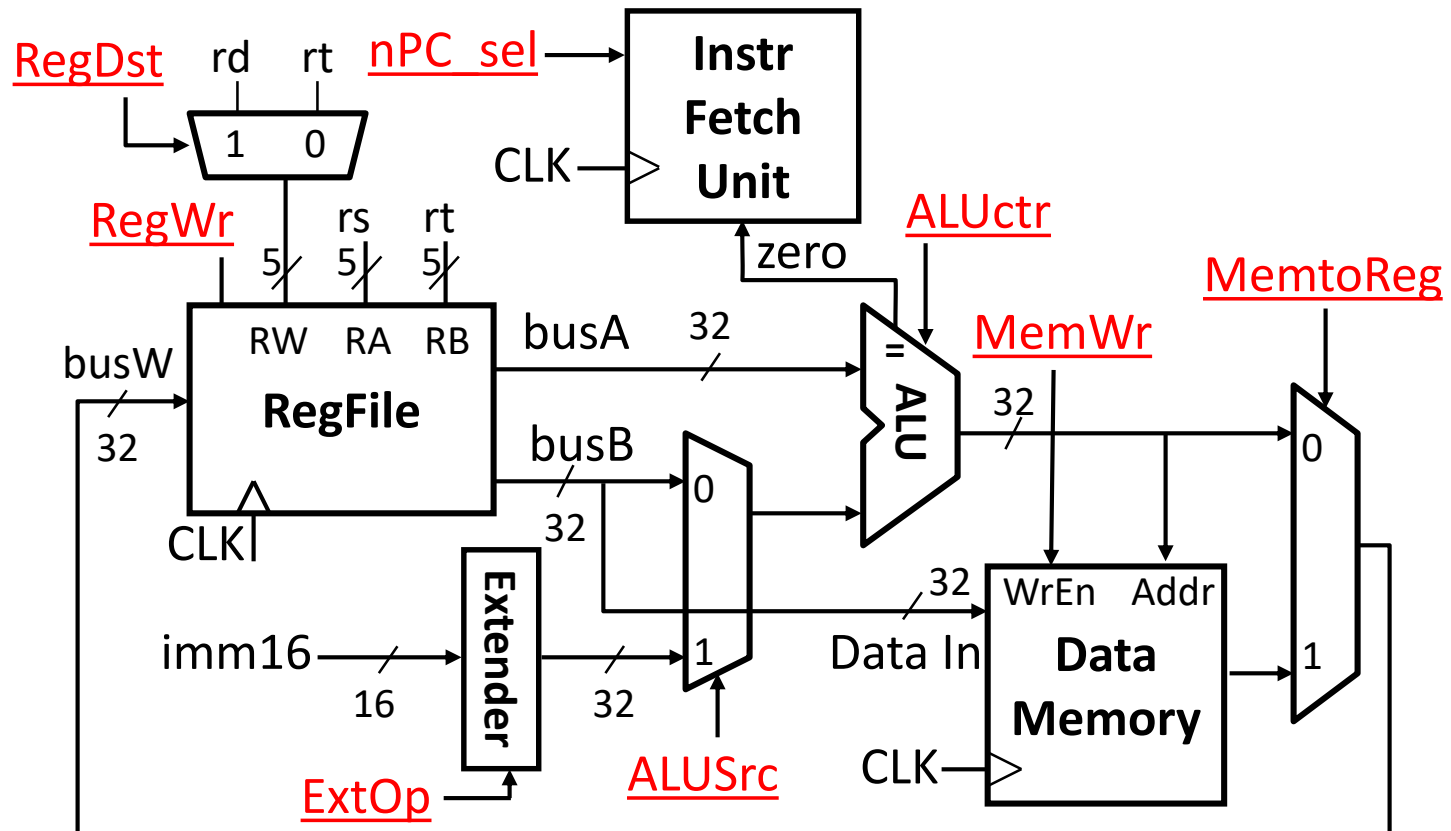 RegDst
rd
rt
nPC_sel
Instr
Fetch
Unit
1
0
CLK
RegWr
rs
rt
ALUctr
5
5
5
zero
MemtoReg
RW
RA
RB
busA
32
MemWr
busW
32
RegFile
=
ALU
32
busB
32
0
0
CLK
Extender
32
WrEn
Addr
imm16
16
32
1
Data In
Data
Memory
1
CLK
ExtOp
ALUSrc